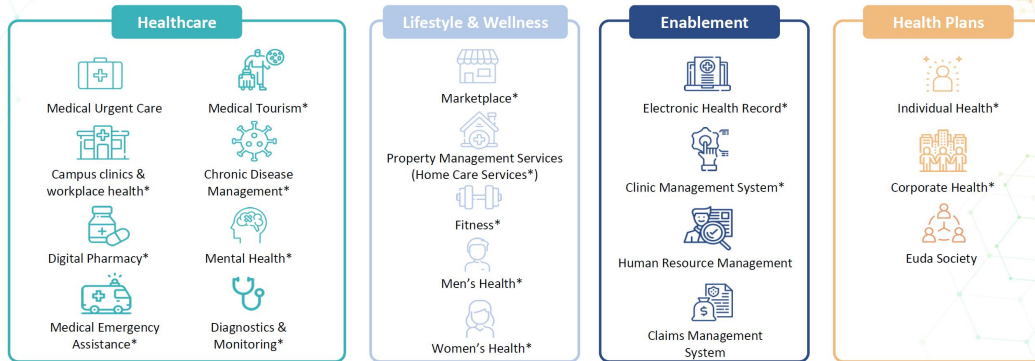 Healthcare
Medical Urgent Care
Medical Tourism*
Campus clinics &
workplace health*
Chronic Disease
Management*
Digital Pharmacy*
Mental Health*
Medical Emergency
Assistance*
Diagnostics &
Monitoring*
Lifestyle & Wellness
Marketplace*
Property Management Services
(Home Care Services*)
Fitness*
Men's Health*
Women's Health*
Enablement
Electronic Health Record*
Clinic Management System*
Human Resource Management
$
Claims Management
System
Health Plans
Individual Health*
Corporate Health*
Euda Society